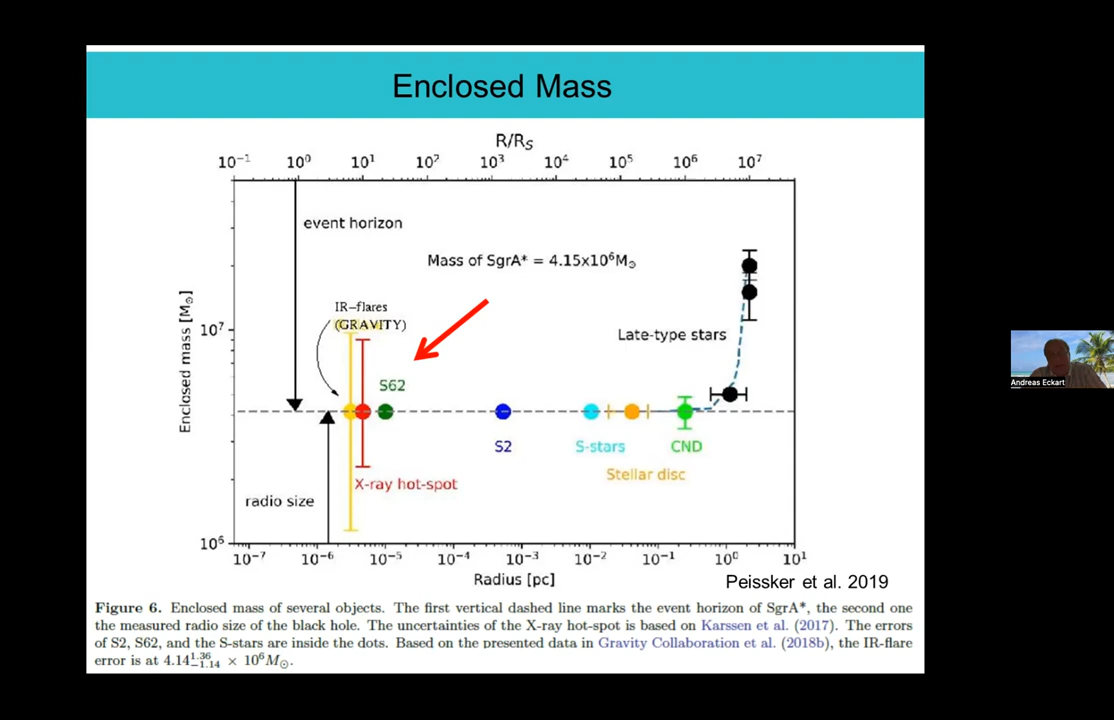 Enclosed Mass
R/R_S
10^-1 10^0 10^1 10^2 10^3 10^4 10^5 10^6 10^7
event horizon
Mass of SgrA* = 4.15x10^6M☉
IR-flares
(GRAVITY)
Late-type stars
10^7
Enclosed mass [M☉]
S62
S2
S-stars
CND
Stellar disc
X-ray hot-spot
radio size
10^6
10^-7 10^-6 10^-5 10^-4 10^-3 10^-2 10^-1 10^0 10^1
Radius [pc]
Peissker et al. 2019
Figure 6. Enclosed mass of several objects. The first vertical dashed line marks the event horizon of SgrA*, the second one
the measured radio size of the black hole. The uncertainties of the X-ray hot-spot is based on Karssen et al. (2017). The errors
of S2, S62, and the S-stars are inside the dots. Based on the presented data in Gravity Collaboration et al. (2018b), the IR-flare
error is at 4.14^1.36_-1.14 × 10^6 M☉.
Andreas Eckart